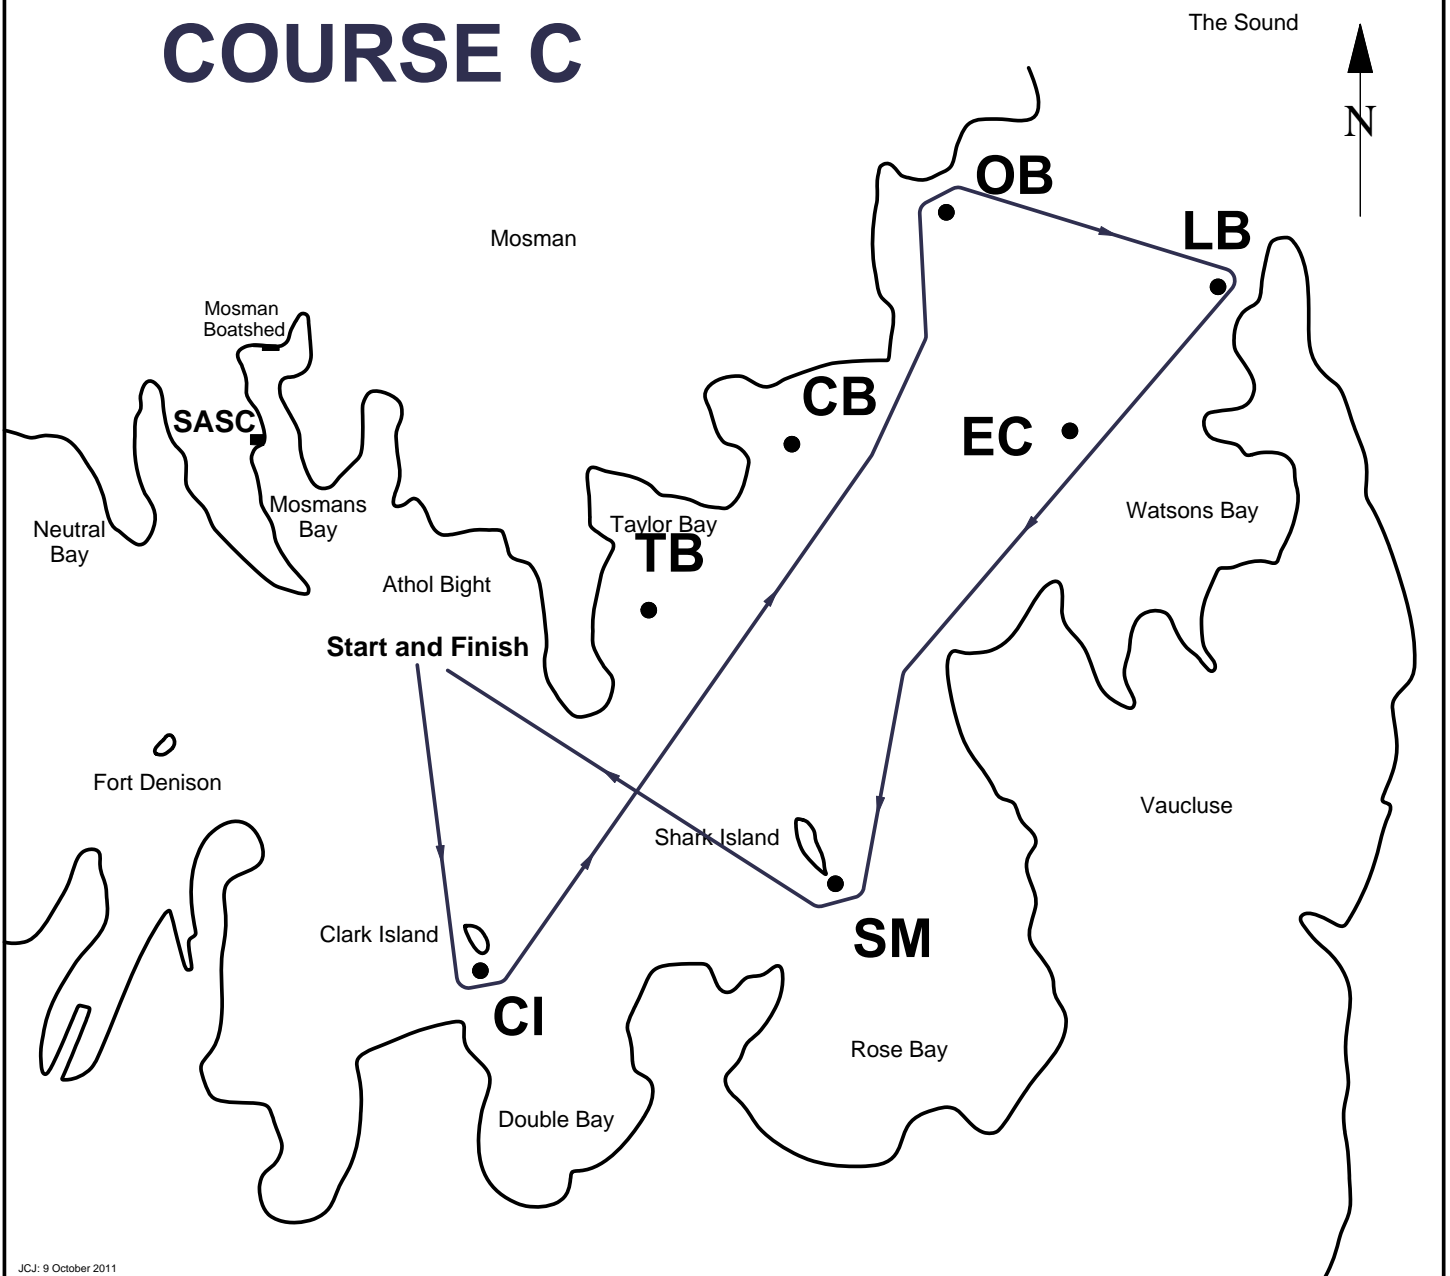 COURSE C
The Sound
N
OB
LB
Mosman
Mosman
Boatshed
CB
SASC
EC
Mosmans
Bay
Neutral
Bay
Taylor Bay
TB
Watsons Bay
Athol Bight
Start and Finish
Fort Denison
Vaucluse
Shark Island
Clark Island
SM
CI
Rose Bay
Double Bay
JCJ: 9 October 2011